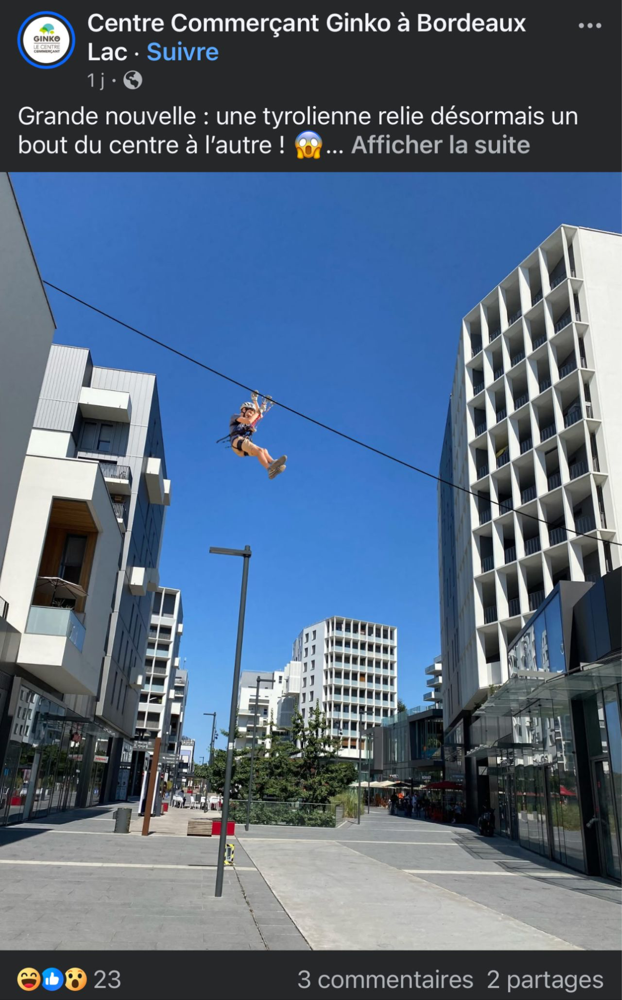 GINKO
LE CENTRE
COMMERÇANT
Centre Commerçant Ginko à Bordeaux
Lac · Suivre
1 j ·
Grande nouvelle : une tyrolienne relie désormais un
bout du centre à l’autre ! 😱... Afficher la suite
23
3 commentaires 2 partages